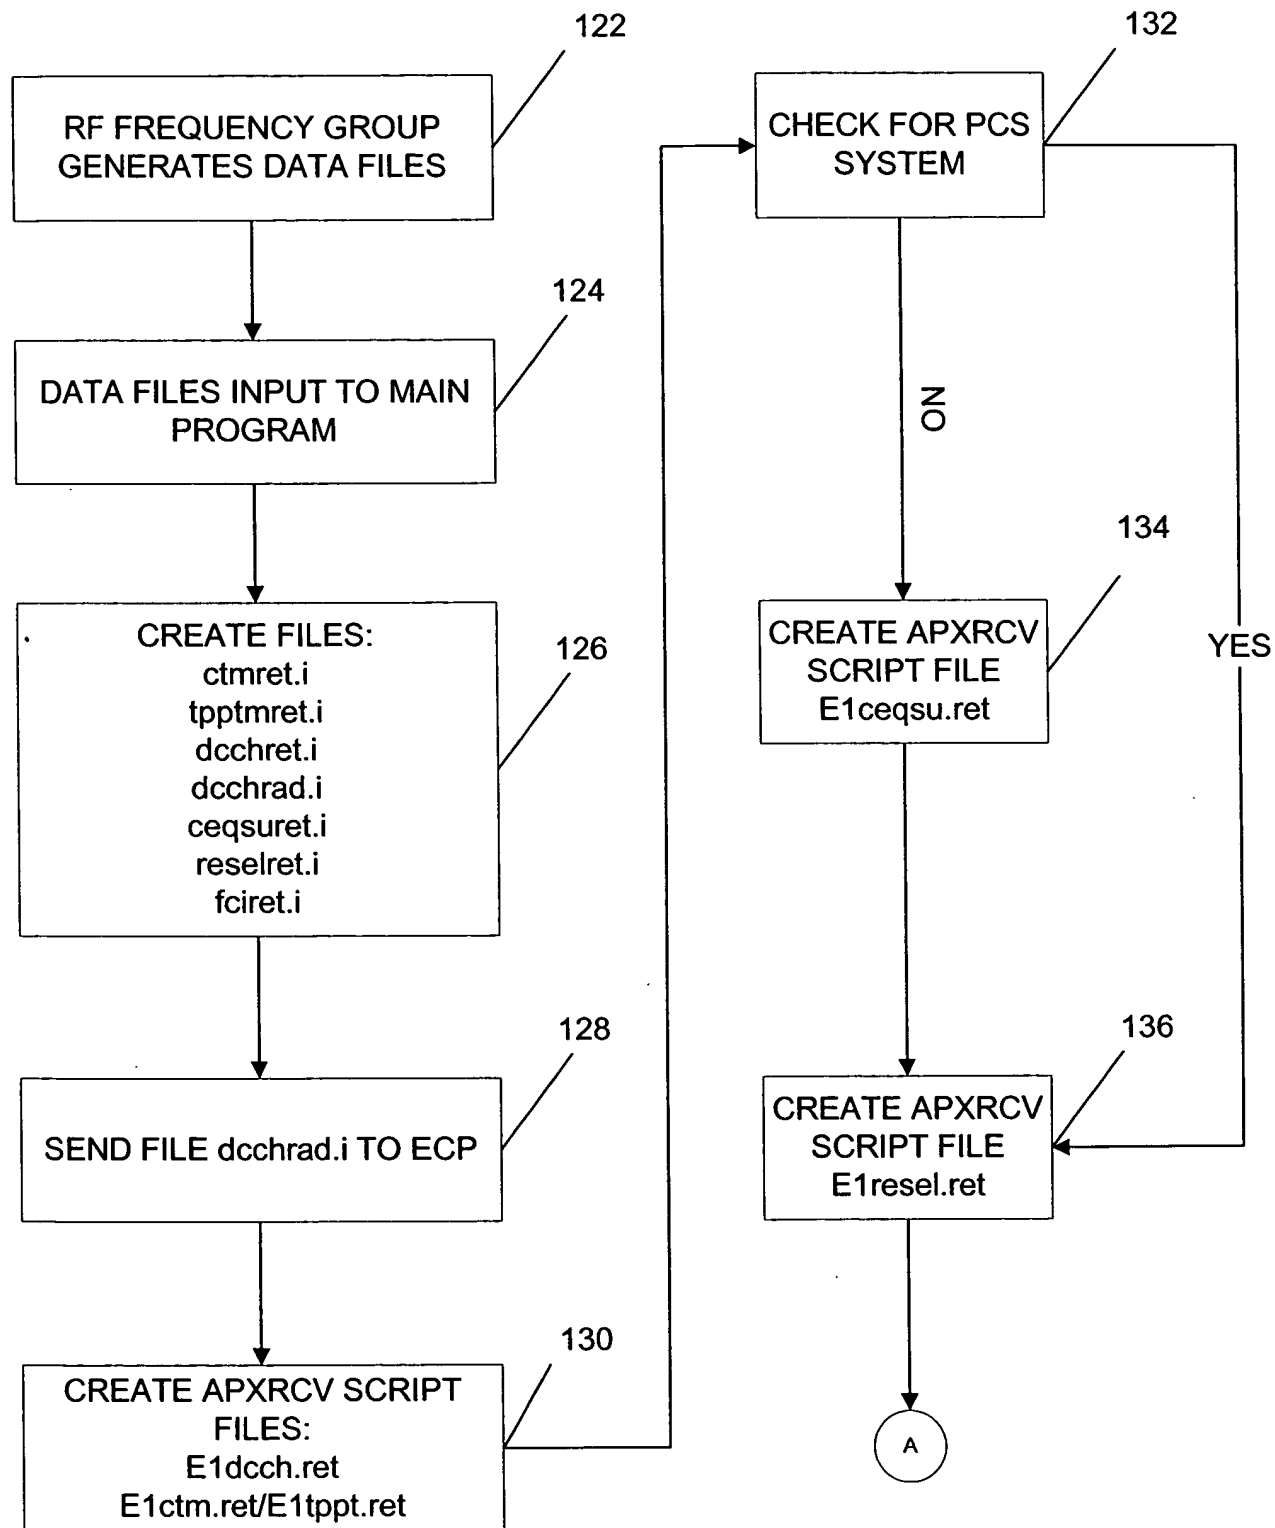 122
RF FREQUENCY GROUP
GENERATES DATA FILES
124
DATA FILES INPUT TO MAIN
PROGRAM
CREATE FILES:
ctmret.i
tpptmret.i
dcchret.i
dcchrad.i
ceqsuret.i
reselret.i
fciret.i
126
128
SEND FILE dcchrad.i TO ECP
130
CREATE APXRCV SCRIPT
FILES:
E1dcch.ret
E1ctm.ret/E1tppt.ret
132
CHECK FOR PCS
SYSTEM
NO
134
CREATE APXRCV
SCRIPT FILE
E1ceqsu.ret
YES
136
CREATE APXRCV
SCRIPT FILE
E1resel.ret
A